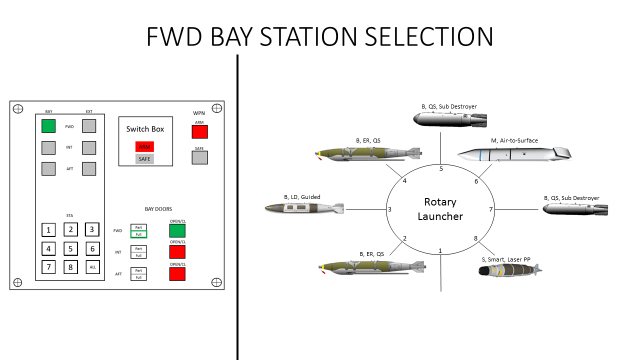 FWD BAY STATION SELECTION
BAY
EXT
FWD
INT
AFT
Switch Box
ARM
SAFE
WPN
ARM
SAFE
STA
1 2 3
4 5 6
7 8 ALL
BAY DOORS
OPEN/CL
FWD
Part
Full
OPEN/CL
INT
Part
Full
OPEN/CL
AFT
Part
Full
B, QS, Sub Destroyer
B, ER, QS
M, Air-to-Surface
B, LD, Guided
B, QS, Sub Destroyer
B, ER, QS
S, Smart, Laser PP
Rotary
Launcher
5
4
6
3
7
2
8
1